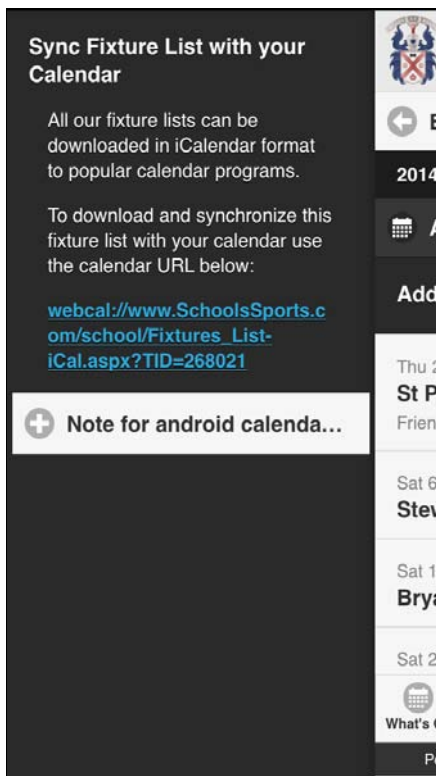 Sync Fixture List with your
Calendar
All our fixture lists can be
downloaded in iCalendar format
to popular calendar programs.
To download and synchronize this
fixture list with your calendar use
the calendar URL below:
webcal://www.SchoolsSports.c
om/school/Fixtures_List-
iCal.aspx?TID=268021
Note for android calenda...
2014
Add
Thu 2
St P
Frien
Sat 6
Stev
Sat 1
Brya
Sat 2
What's